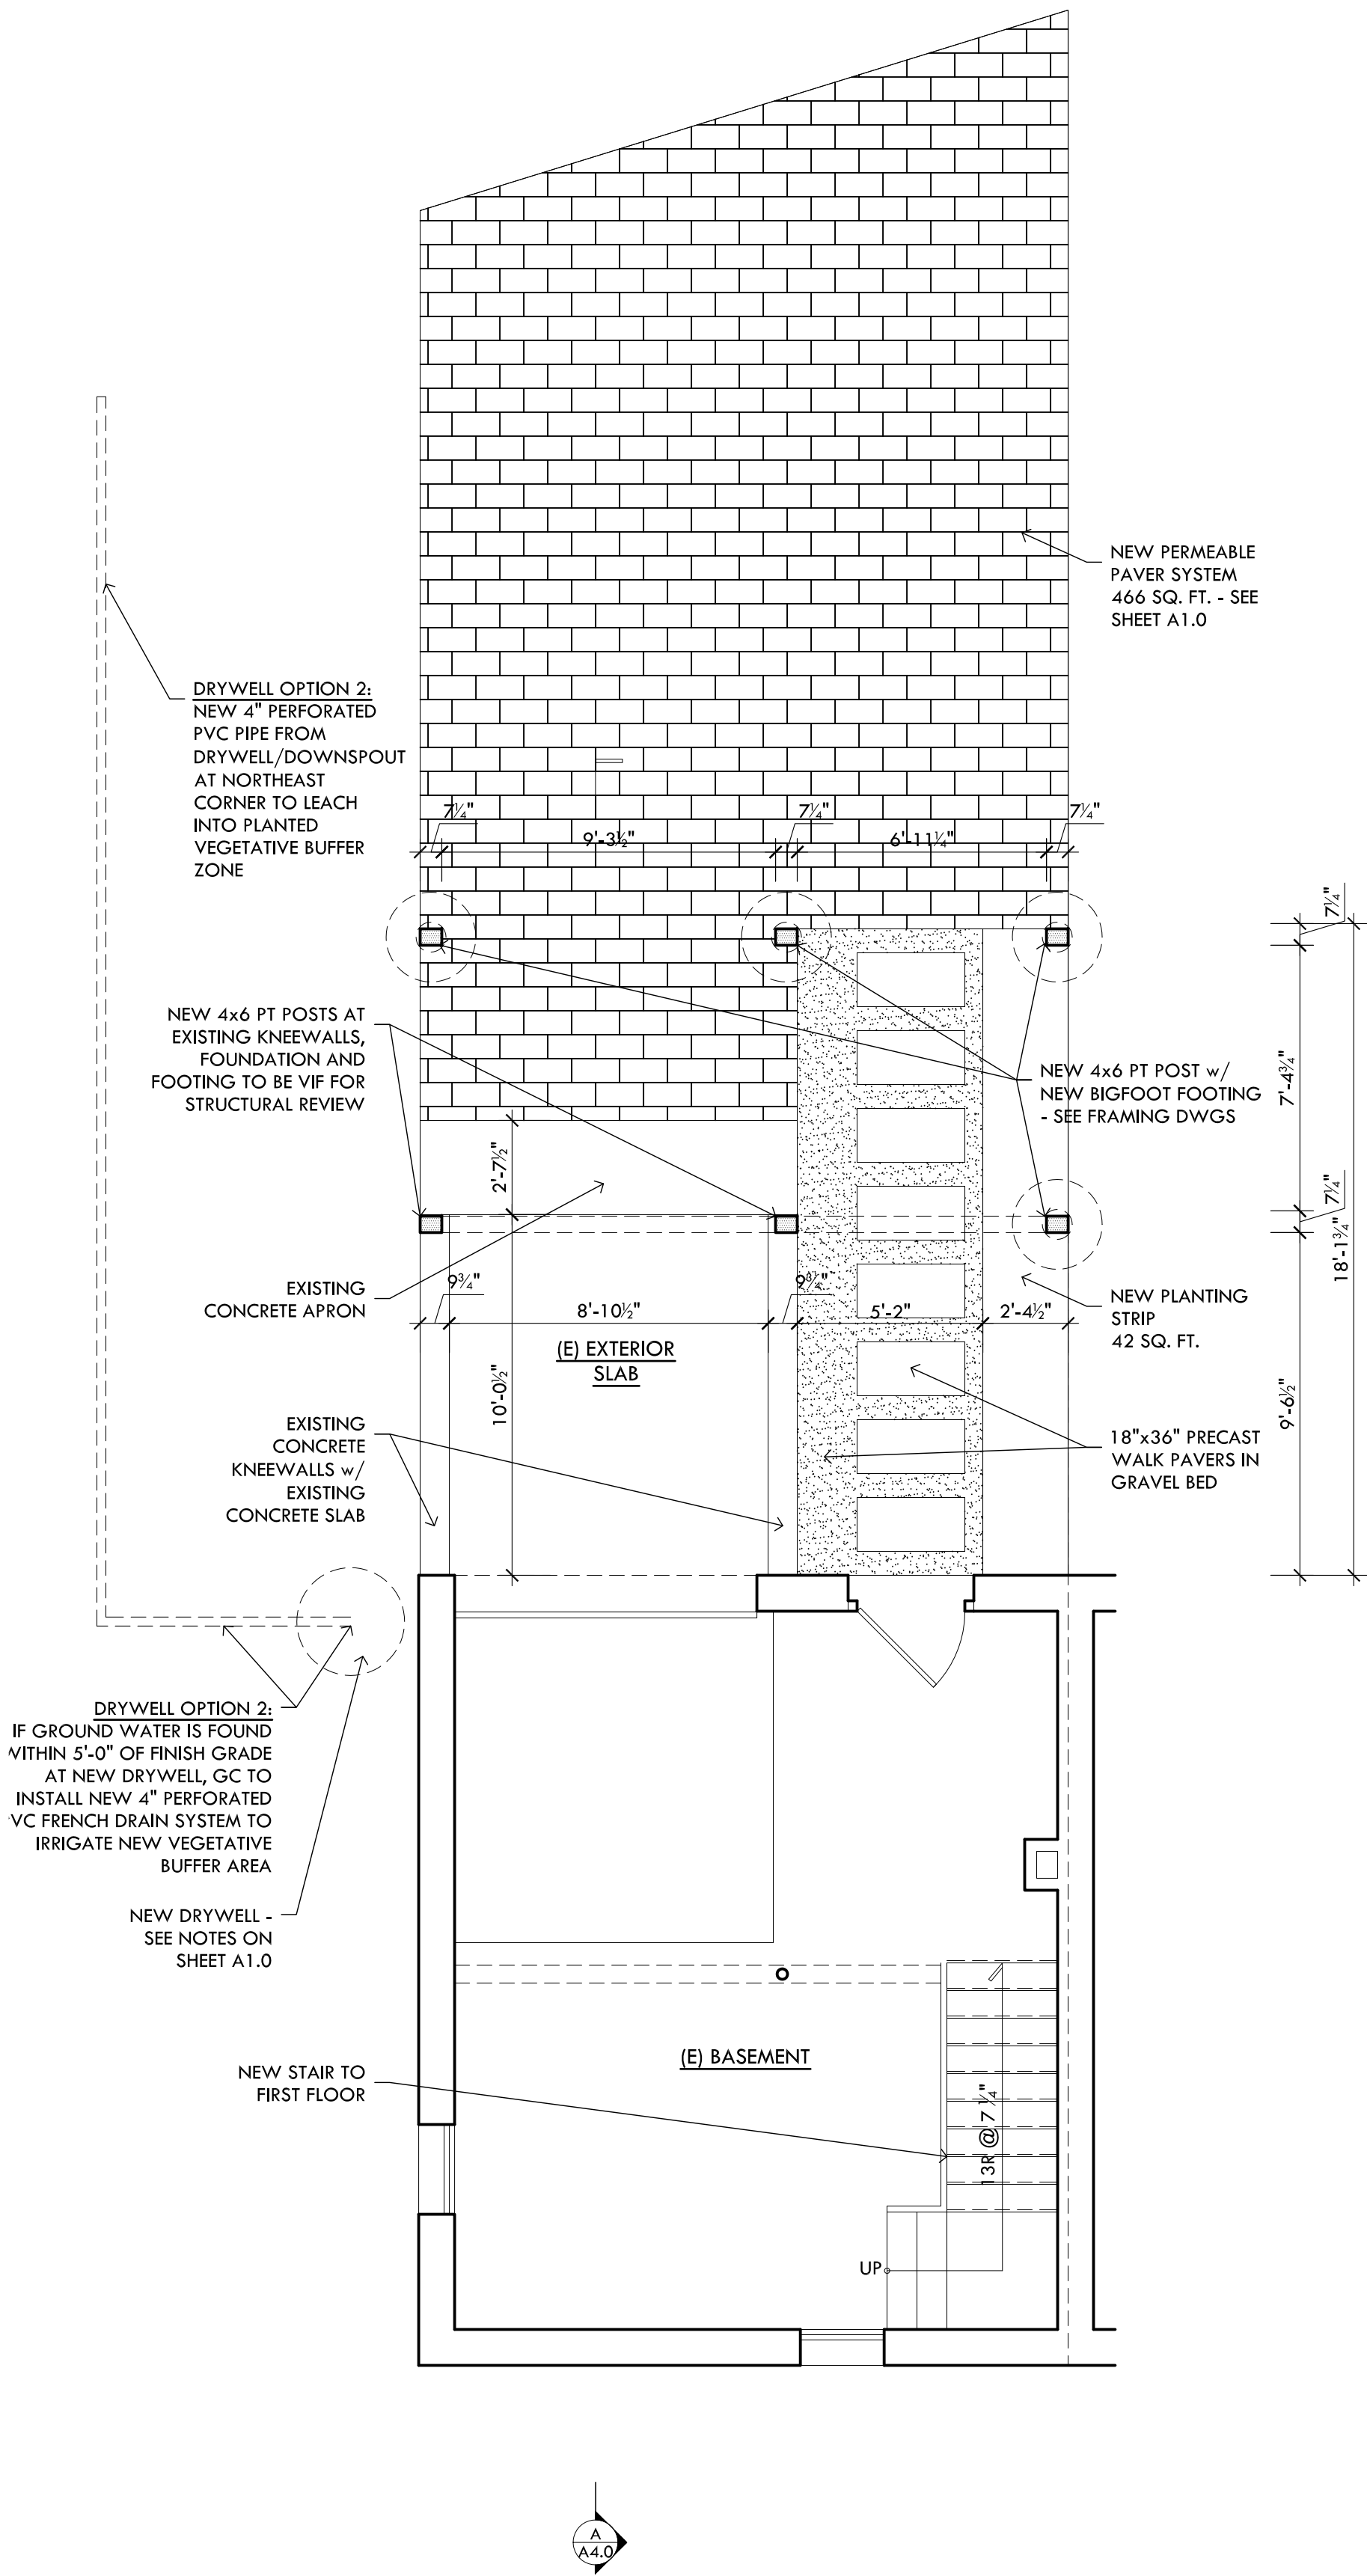 NEW PERMEABLE
PAVER SYSTEM
466 SQ. FT. - SEE
SHEET A1.0
DRYWELL OPTION 2:
NEW 4" PERFORATED
PVC PIPE FROM
DRYWELL/DOWNSPOUT
AT NORTHEAST
CORNER TO LEACH
INTO PLANTED
VEGETATIVE BUFFER
ZONE
7¼"
7¼"
7¼"
9'-3½"
6'-11¼"
7¼"
NEW 4x6 PT POSTS AT
EXISTING KNEEWALLS,
FOUNDATION AND
FOOTING TO BE VIF FOR
STRUCTURAL REVIEW
NEW 4x6 PT POST w/
NEW BIGFOOT FOOTING
- SEE FRAMING DWGS
7'-4¾"
2'-7½"
7¼"
18'-1¾"
EXISTING
CONCRETE APRON
9¾"
9¾"
8'-10½"
5'-2"
2'-4½"
NEW PLANTING
STRIP
42 SQ. FT.
(E) EXTERIOR
SLAB
10'-0½"
9'-6½"
EXISTING
CONCRETE
KNEEWALLS w/
EXISTING
CONCRETE SLAB
18"x36" PRECAST
WALK PAVERS IN
GRAVEL BED
DRYWELL OPTION 2:
IF GROUND WATER IS FOUND
WITHIN 5'-0" OF FINISH GRADE
AT NEW DRYWELL, GC TO
INSTALL NEW 4" PERFORATED
VC FRENCH DRAIN SYSTEM TO
IRRIGATE NEW VEGETATIVE
BUFFER AREA
NEW DRYWELL -
SEE NOTES ON
SHEET A1.0
(E) BASEMENT
NEW STAIR TO
FIRST FLOOR
13R @ 7 ¼"
UP
A
A4.0